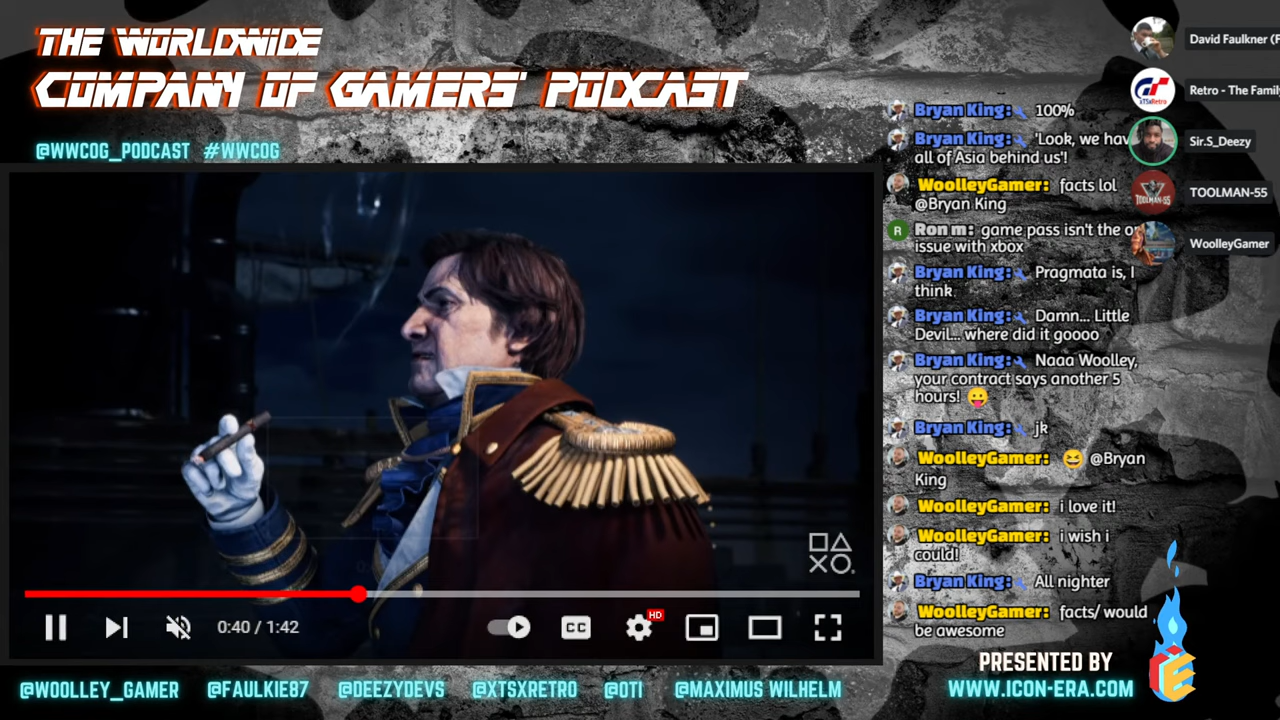 THE WORLDWIDE
COMPANY OF GAMERS' PODCAST
@WWCOG_PODCAST #WWCOG
David Faulkner (F
Retro - The Family
Sir.S_Deezy
TOOLMAN-55
WoolleyGamer
Bryan King: 100%
Bryan King: 'Look, we hav
all of Asia behind us'!
WoolleyGamer: facts lol
@Bryan King
R
Ron m: game pass isn't the o
issue with xbox
Bryan King: Pragmata is, I
think
Bryan King: Damn... Little
Devil... where did it goooo
Bryan King: Naaa Woolley,
your contract says another 5
hours! 😛
Bryan King: jk
WoolleyGamer: 😆 @Bryan
King
WoolleyGamer: i love it!
WoolleyGamer: i wish i
could!
Bryan King: All nighter
WoolleyGamer: facts/ would
be awesome
0:40 / 1:42
CC
HD
PRESENTED BY
WWW.ICON-ERA.COM
@WOOLLEY_GAMER @FAULKIE87 @DEEZYDEVS @XTSXRETRO @OTI @MAXIMUS WILHELM